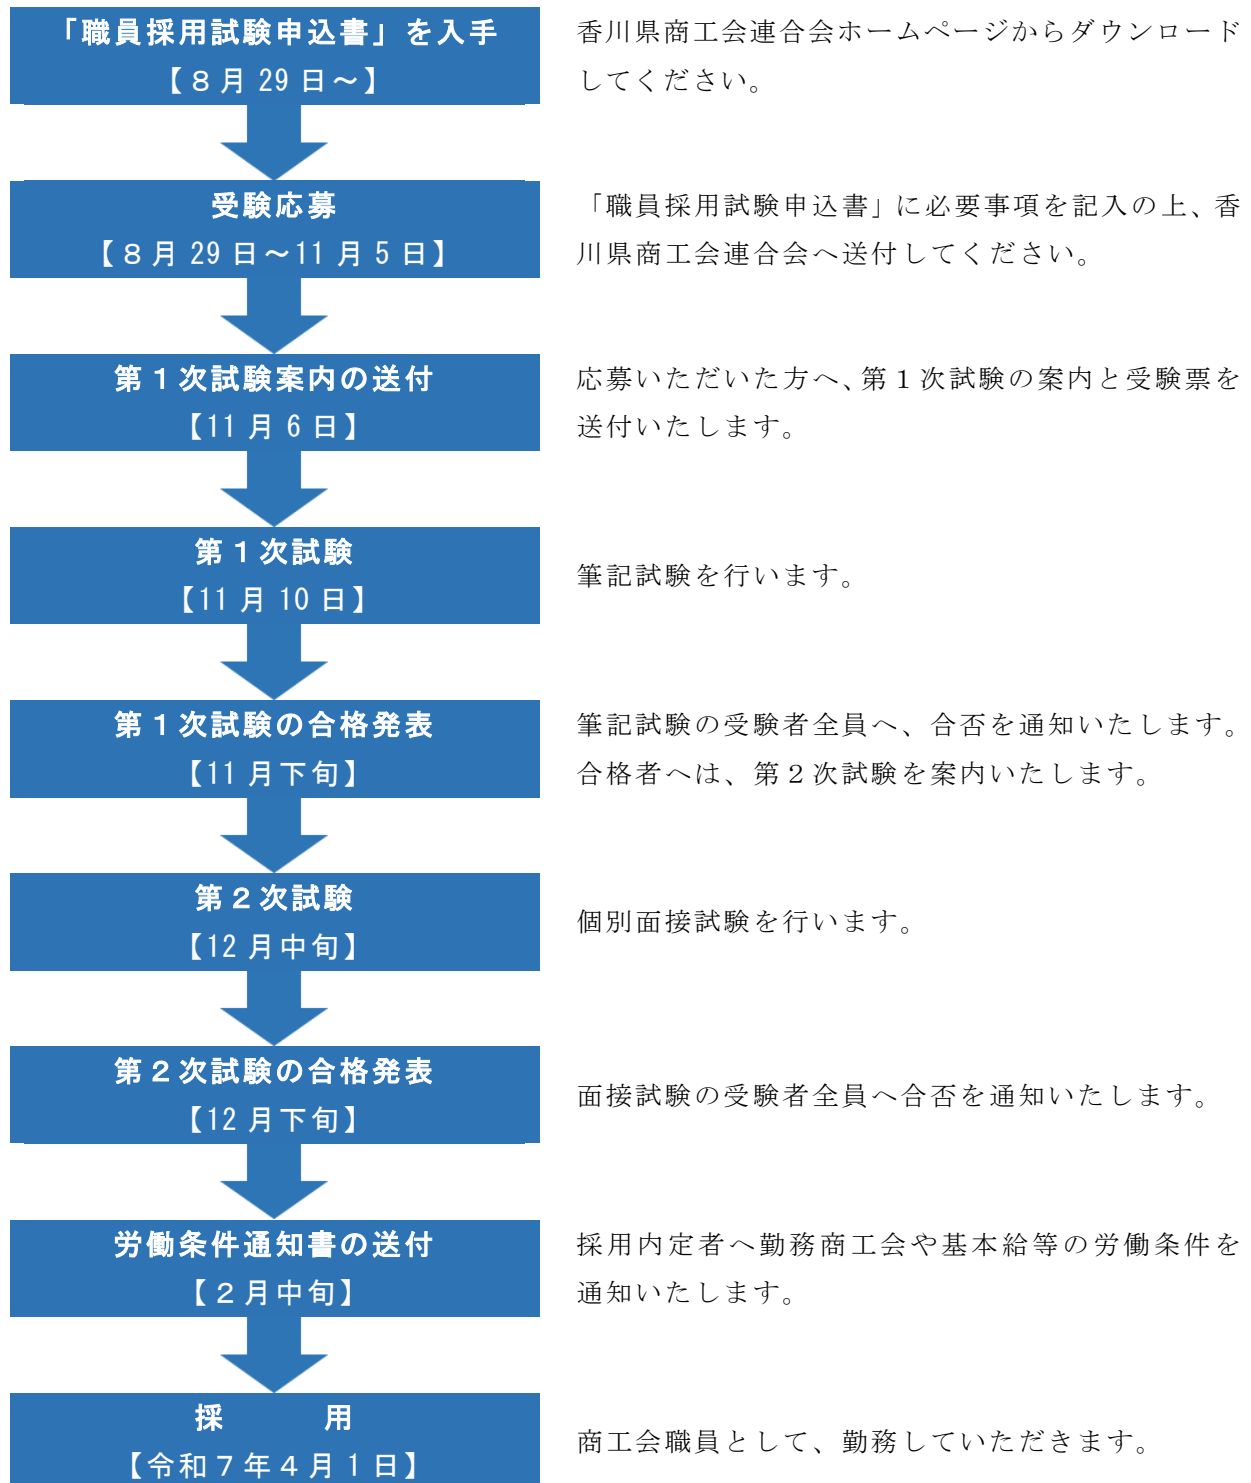 「職員採用試験申込書」を入手
【８月 29 日～】
香川県商工会連合会ホームページからダウンロード
してください。
受験応募
【８月 29 日～11 月 5 日】
「職員採用試験申込書」に必要事項を記入の上、香
川県商工会連合会へ送付してください。
第１次試験案内の送付
【11 月 6 日】
応募いただいた方へ、第１次試験の案内と受験票を
送付いたします。
第１次試験
【11 月 10 日】
筆記試験を行います。
第１次試験の合格発表
【11 月下旬】
筆記試験の受験者全員へ、合否を通知いたします。
合格者へは、第２次試験を案内いたします。
第２次試験
【12 月中旬】
個別面接試験を行います。
第２次試験の合格発表
【12 月下旬】
面接試験の受験者全員へ合否を通知いたします。
労働条件通知書の送付
【２月中旬】
採用内定者へ勤務商工会や基本給等の労働条件を
通知いたします。
採　　　用
【令和７年４月１日】
商工会職員として、勤務していただきます。